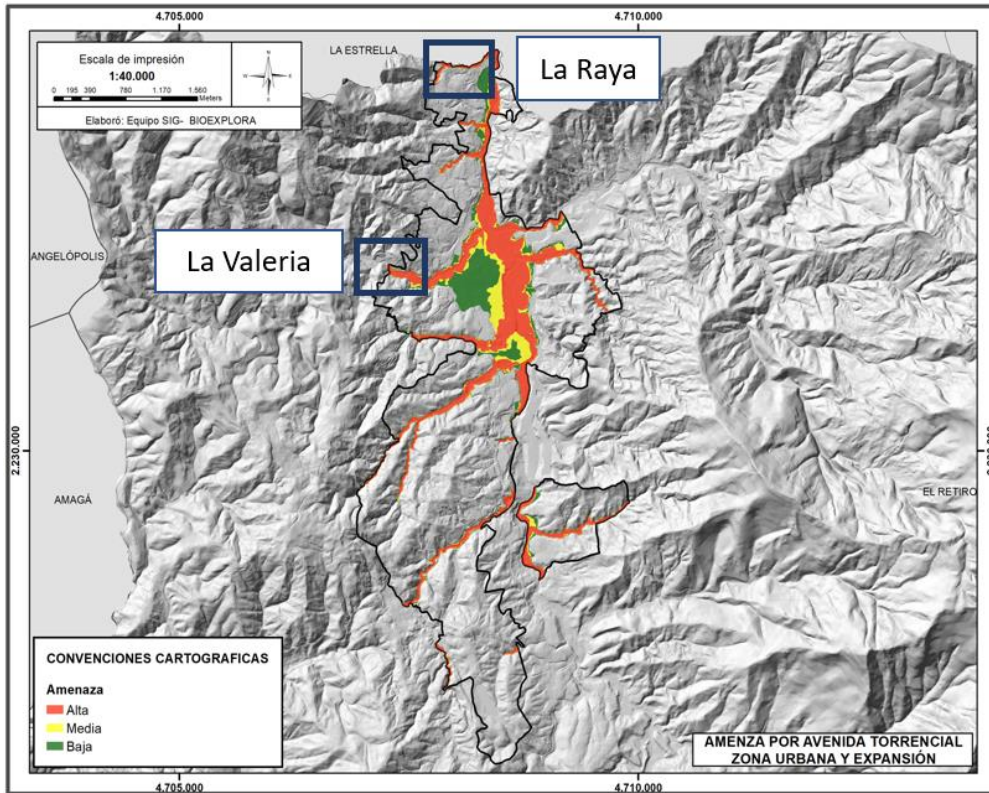 4.705.000
4.710.000
LA ESTRELLA
Escala de impresión
1:40.000
0 195 390 780 1.170 1.560
Meters
N
W E
S
Elaboró: Equipo SIG- BIOEXPLORA
La Raya
La Valeria
ANGELÓPOLIS
2.230.000
AMAGÁ
EL RETIRO
CONVENCIONES CARTOGRAFICAS
Amenaza
Alta
Media
Baja
AMENZA POR AVENIDA TORRENCIAL
ZONA URBANA Y EXPANSIÓN
4.705.000
4.710.000